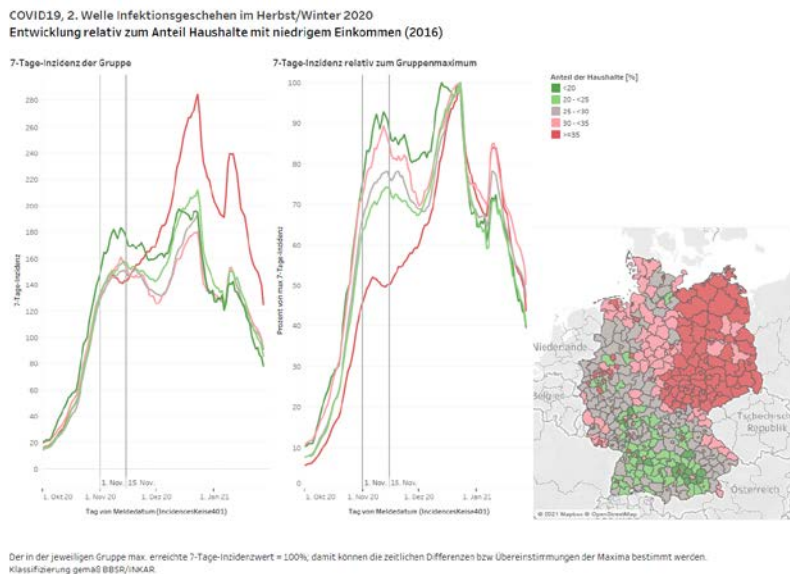 COVID19, 2. Welle Infektionsgeschehen im Herbst/Winter 2020
Entwicklung relativ zum Anteil Haushalte mit niedrigem Einkommen (2016)
7-Tage-Inzidenz der Gruppe
7-Tage-Inzidenz relativ zum Gruppenmaximum
Anteil der Haushalte [%]
<20
20 - <25
25 - <30
30 - <35
>=55
7-Tage-Inzidenz
280
260
240
220
200
180
160
140
120
100
80
60
40
20
0
1. Nov.
15. Nov.
1. Okt 20
1. Nov 20
1. Dez 20
1. Jan 21
Tag von Meldedatum (IncidencesKeise401)
Prozent von max 7-Tage-Inzidenz
100
90
80
70
60
50
40
30
20
10
0
1. Nov.
15. Nov.
1. Okt 20
1. Nov 20
1. Dez 20
1. Jan 21
Tag von Meldedatum (IncidencesKeise401)
Niederlande
Belgien
Tschechische
Republik
Österreich
© 2021 Mapbox © OpenStreetMap
Der in der jeweiligen Gruppe max. erreichte 7-Tage-Inzidenzwert = 100%; damit können die zeitlichen Differenzen bzw Übereinstimmungen der Maxima bestimmt werden.
Klassifizierung gemäß BBSR/INKAR.